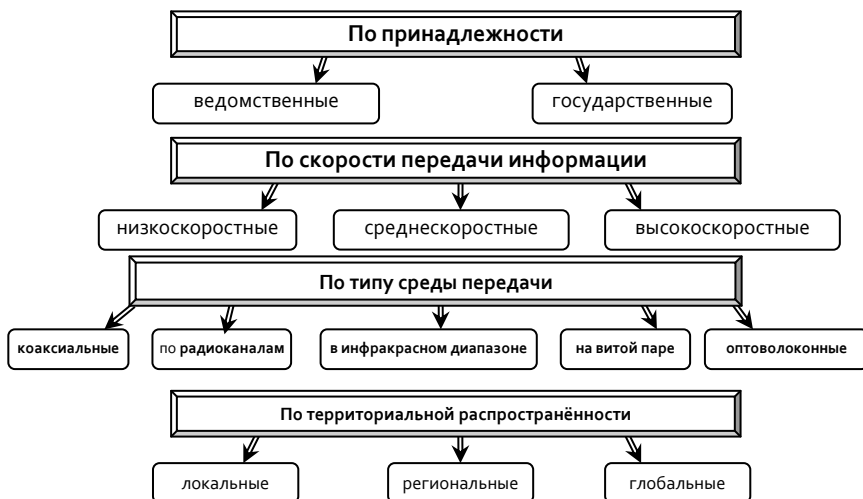 По принадлежности
ведомственные государственные
По скорости передачи информации
низкоскоростные среднескоростные высокоскоростные
По типу среды передачи
коаксиальные по радиоканалам в инфракрасном диапазоне на витой паре оптоволоконные
По территориальной распространённости
локальные региональные глобальные